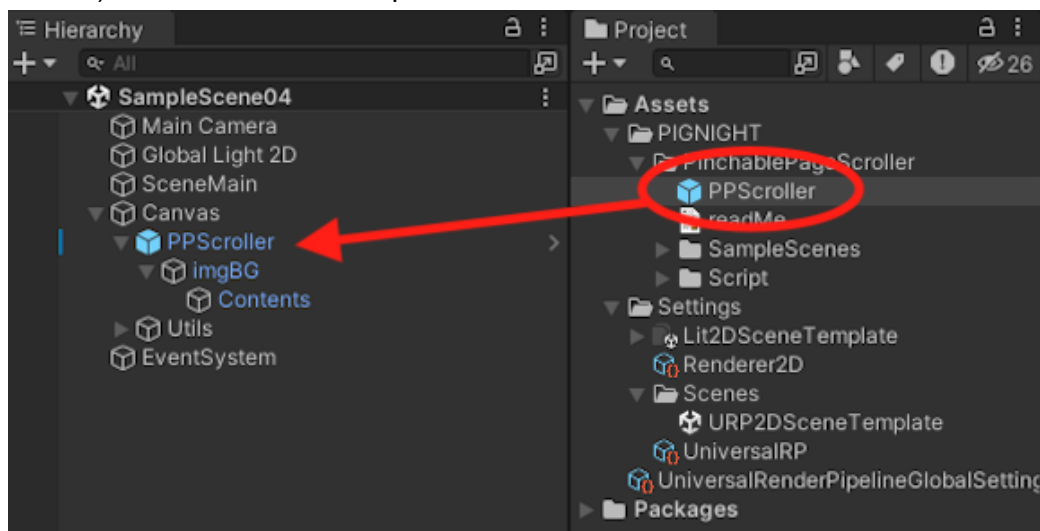 Hierarchy
All
SampleScene04
Main Camera
Global Light 2D
SceneMain
Canvas
PPScroller
imgBG
Contents
Utils
EventSystem
Project
26
Assets
PIGNIGHT
PinchablePageScroller
PPScroller
readMe
SampleScenes
Script
Settings
Lit2DSceneTemplate
Renderer2D
Scenes
URP2DSceneTemplate
UniversalRP
UniversalRenderPipelineGlobalSetting
Packages